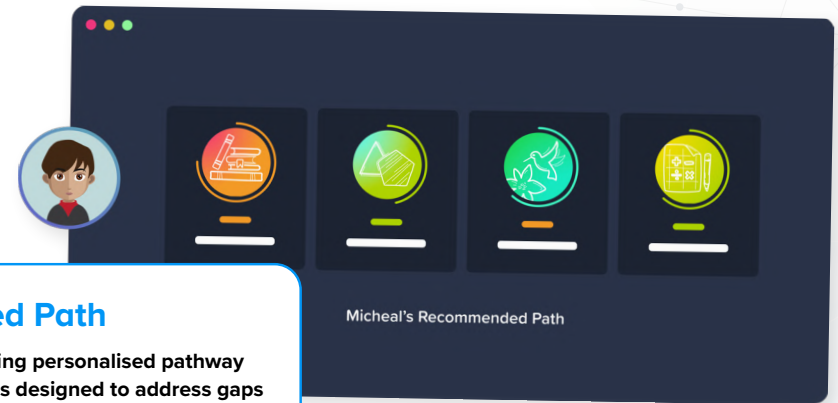 Micheal's Recommended Path
ed Path
ing personalised pathway
s designed to address gaps